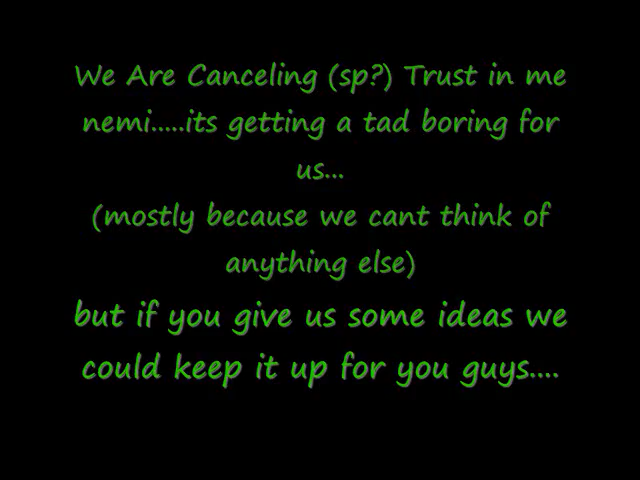 We Are Canceling (sp?) Trust in me
nemi.....its getting a tad boring for
us...
(mostly because we cant think of
anything else)
but if you give us some ideas we
could keep it up for you guys....